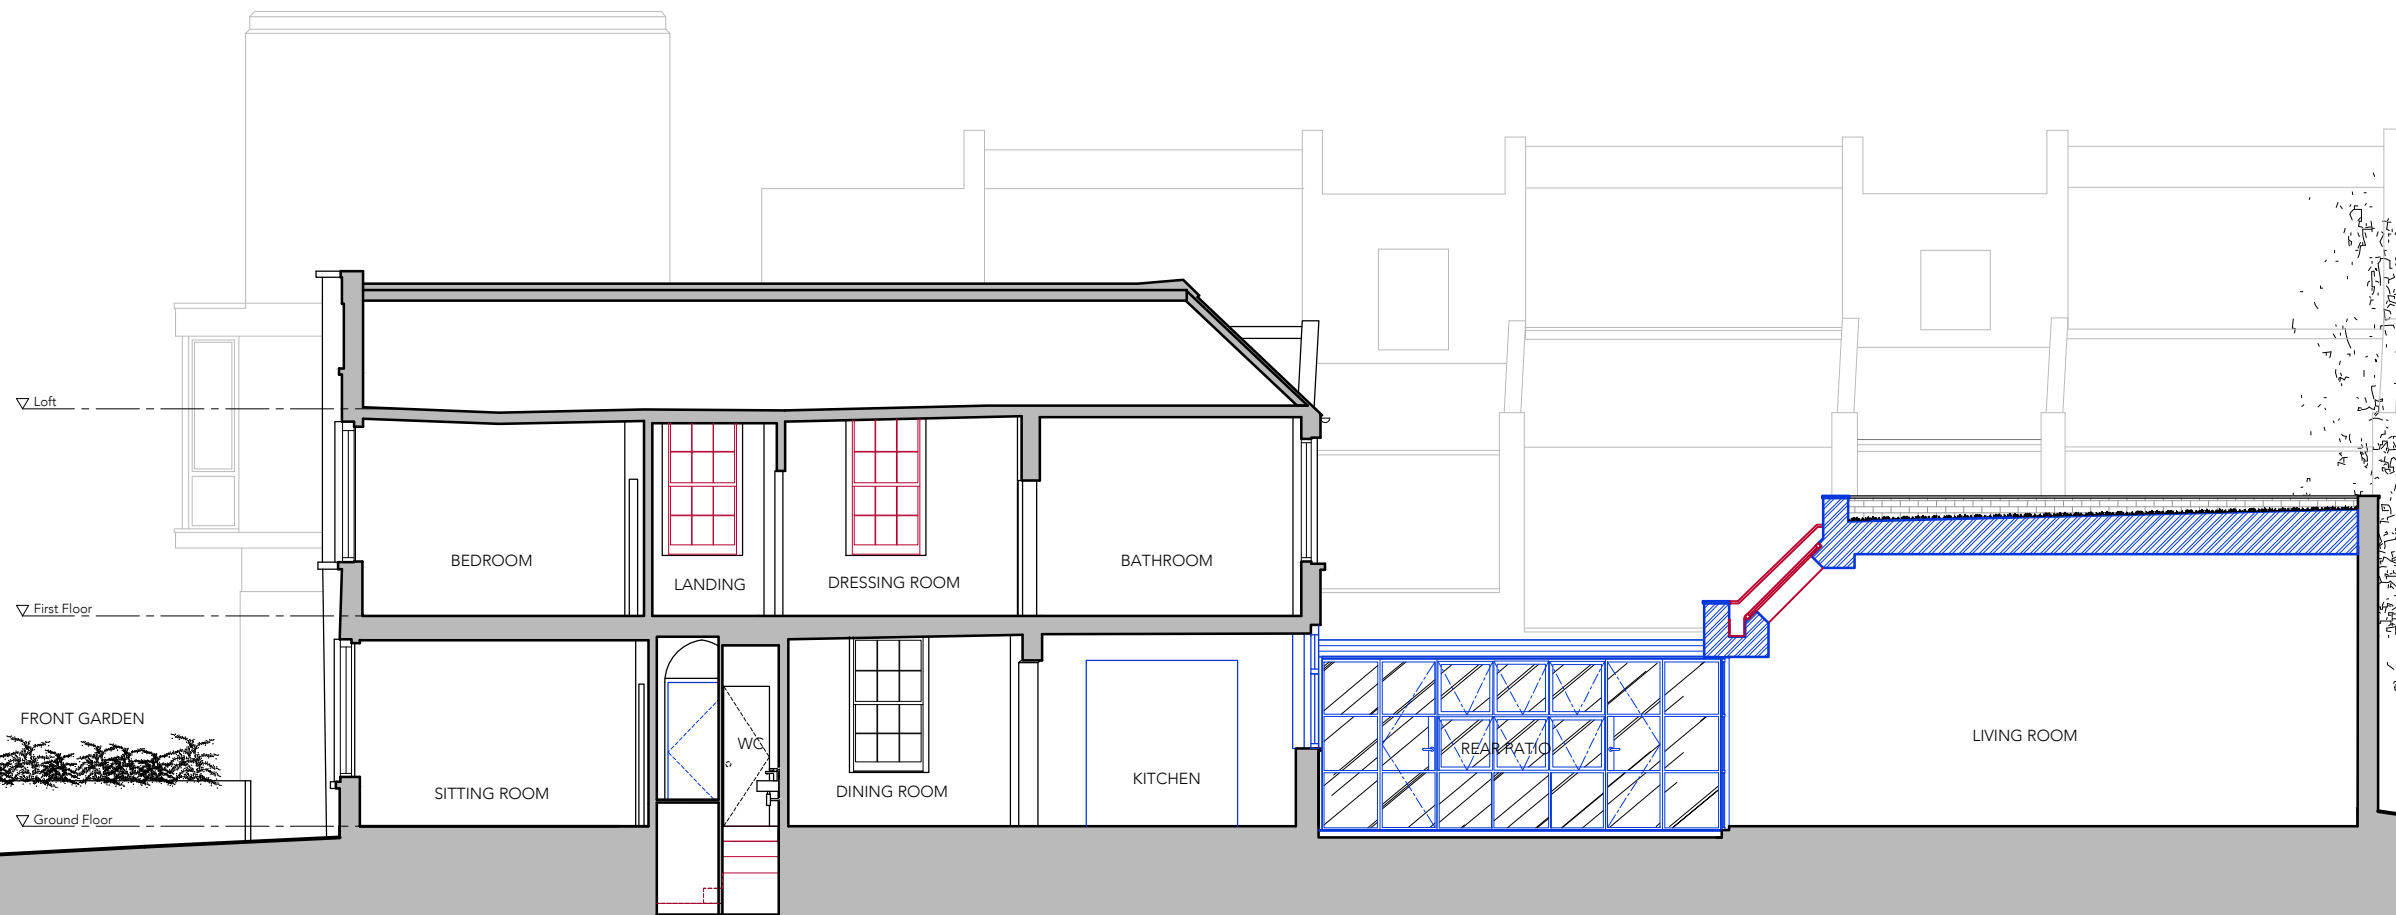 Loft
BEDROOM
LANDING
DRESSING ROOM
BATHROOM
First Floor
FRONT GARDEN
SITTING ROOM
WC
DINING ROOM
KITCHEN
REAR PATIO
LIVING ROOM
Ground Floor